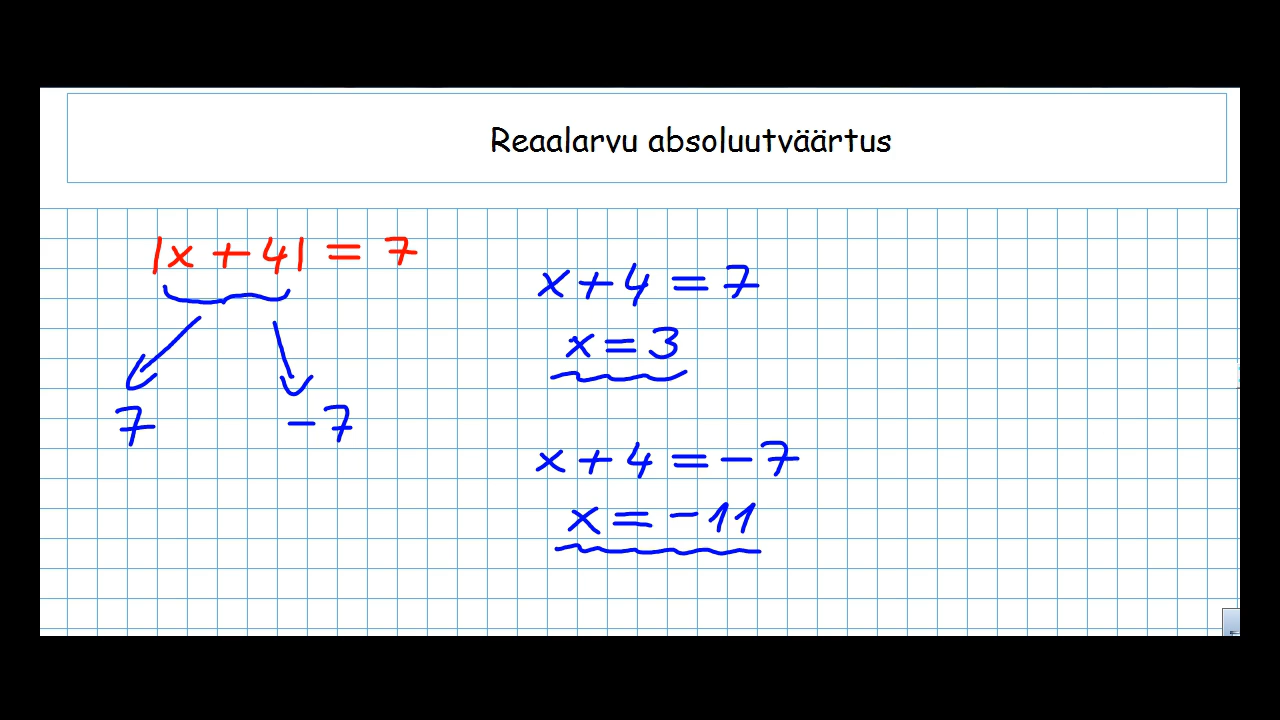 Reaalarvu absoluutväärtus
|x + 4| = 7
7
-7
x + 4 = 7
x = 3
x + 4 = -7
x = -11